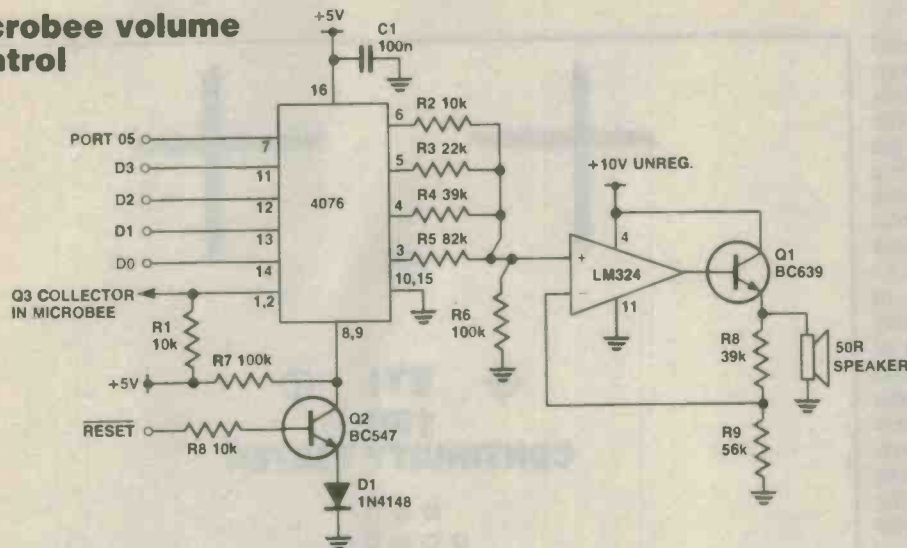 crobee volume
ntrol
+5V
C1
100n
16
PORT 05
7
D3
11
D2
12
D1
13
D0
14
Q3 COLLECTOR
IN MICROBEE
1,2
4076
6
R2 10k
5
R3 22k
4
R4 39k
3
R5 82k
10,15
8,9
R1
10k
R7 100k
+5V
RESET
R8 10k
Q2
BC547
D1
1N4148
R6
100k
+10V UNREG.
4
+
−
LM324
11
Q1
BC639
R8
39k
50R
SPEAKER
R9
56k